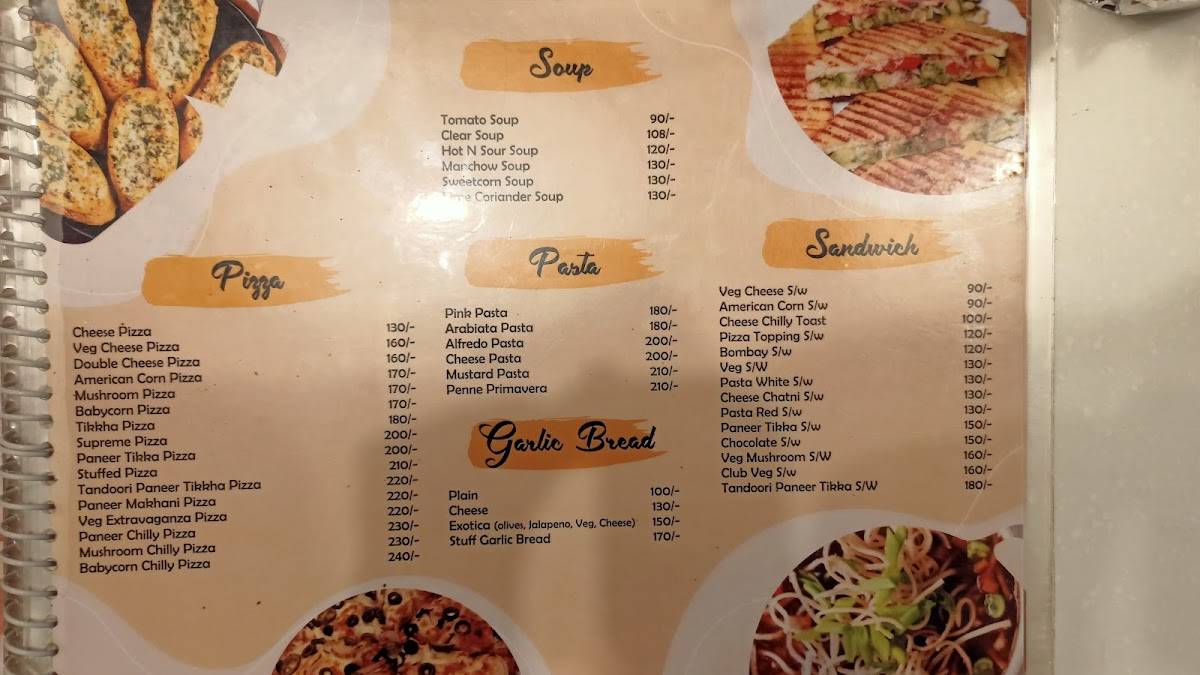 Soup
Tomato Soup 90/-
Clear Soup 108/-
Hot N Sour Soup 120/-
Manchow Soup 130/-
Sweetcorn Soup 130/-
Coriander Soup 130/-
Pizza
Cheese Pizza 130/-
Veg Cheese Pizza 160/-
Double Cheese Pizza 160/-
American Corn Pizza 170/-
Mushroom Pizza 170/-
Babycorn Pizza 170/-
Tikkha Pizza 180/-
Supreme Pizza 200/-
Paneer Tikka Pizza 200/-
Stuffed Pizza 210/-
Tandoori Paneer Tikkha Pizza 220/-
Paneer Makhani Pizza 220/-
Veg Extravaganza Pizza 220/-
Paneer Chilly Pizza 230/-
Mushroom Chilly Pizza 230/-
Babycorn Chilly Pizza 240/-
Pasta
Pink Pasta 180/-
Arabiata Pasta 180/-
Alfredo Pasta 200/-
Cheese Pasta 200/-
Mustard Pasta 210/-
Penne Primavera 210/-
Garlic Bread
Plain 100/-
Cheese 130/-
Exotica (olives, Jalapeno, Veg, Cheese) 150/-
Stuff Garlic Bread 170/-
Sandwich
Veg Cheese S/w 90/-
American Corn S/w 90/-
Cheese Chilly Toast 100/-
Pizza Topping S/w 120/-
Bombay S/w 120/-
Veg S/W 130/-
Pasta White S/w 130/-
Cheese Chatni S/w 130/-
Pasta Red S/w 130/-
Paneer Tikka S/w 150/-
Chocolate S/w 150/-
Veg Mushroom S/W 160/-
Club Veg S/w 160/-
Tandoori Paneer Tikka S/W 180/-